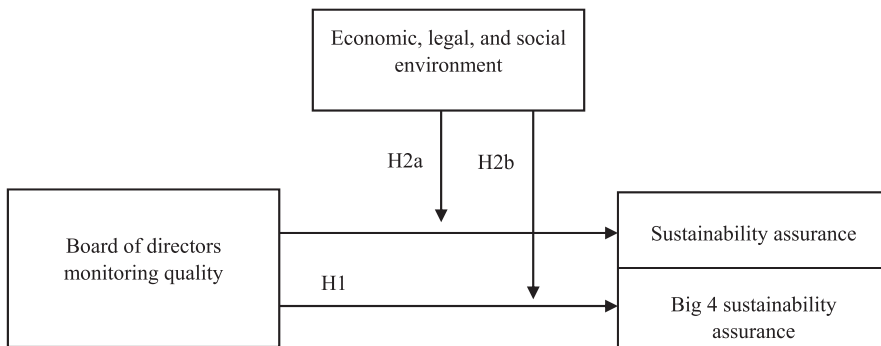 Economic, legal, and social
environment
H2a
H2b
Board of directors
monitoring quality
H1
Sustainability assurance
Big 4 sustainability
assurance